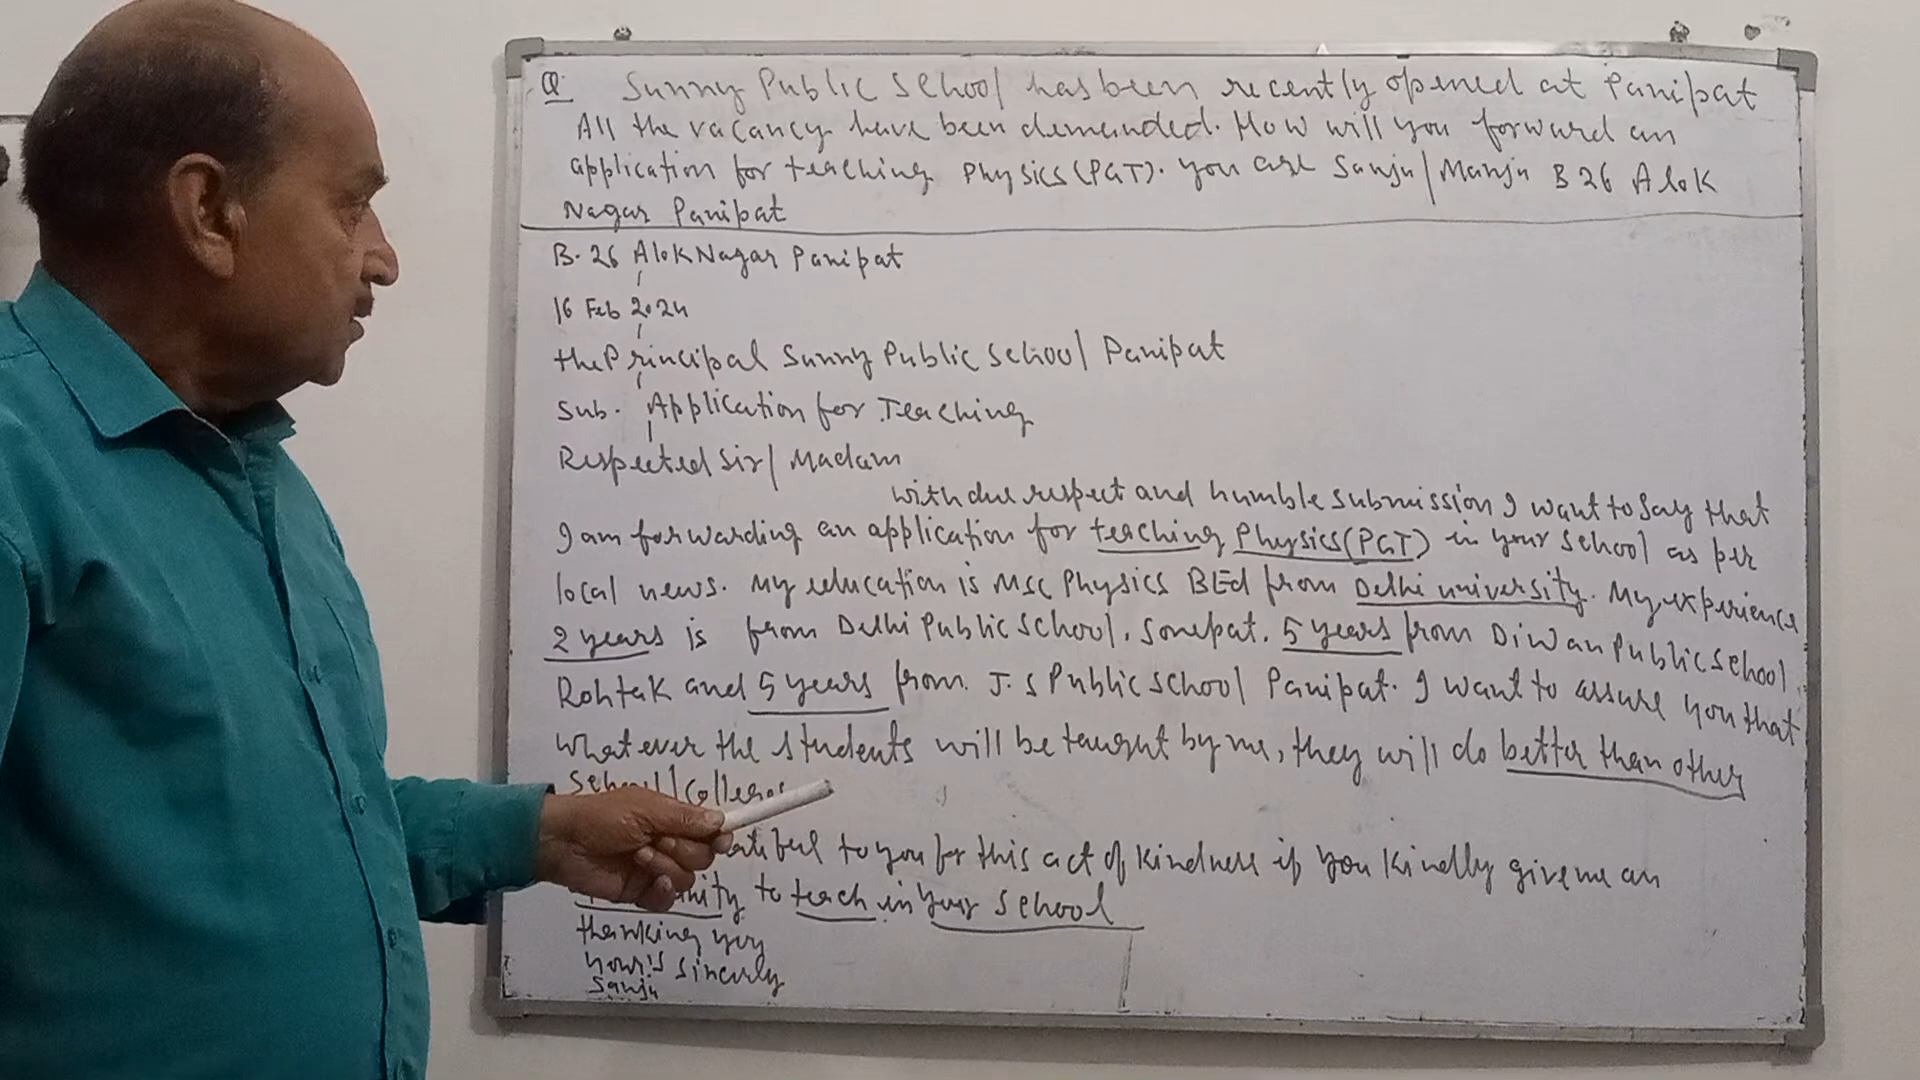 Q. Sunny Public School has been recently opened at Panipat
All the vacancy have been demanded. How will you forward an
application for teaching Physics (PGT). You are Sanju/Manju B 26 Alok
Nagar Panipat
B. 26 Alok Nagar Panipat
16 Feb 2024
the Principal Sunny Public School Panipat
Sub. Application for Teaching
Respected Sir/Madam
with due respect and humble submission I want to say that
I am forwarding an application for teaching Physics (PGT) in your school as per
local news. My education is MSc Physics BEd from Delhi university. My experience
2 years is from Delhi Public School, Sonepat. 5 years from Diwan Public School
Rohtak and 5 years from J.S Public School Panipat. I want to assure you that
whatever the students will be taught by me, they will do better than other
School/Colleges
to you for this act of kindness if you kindly give me an
to teach in your school
thanking you
Your's sincerly
Sanju